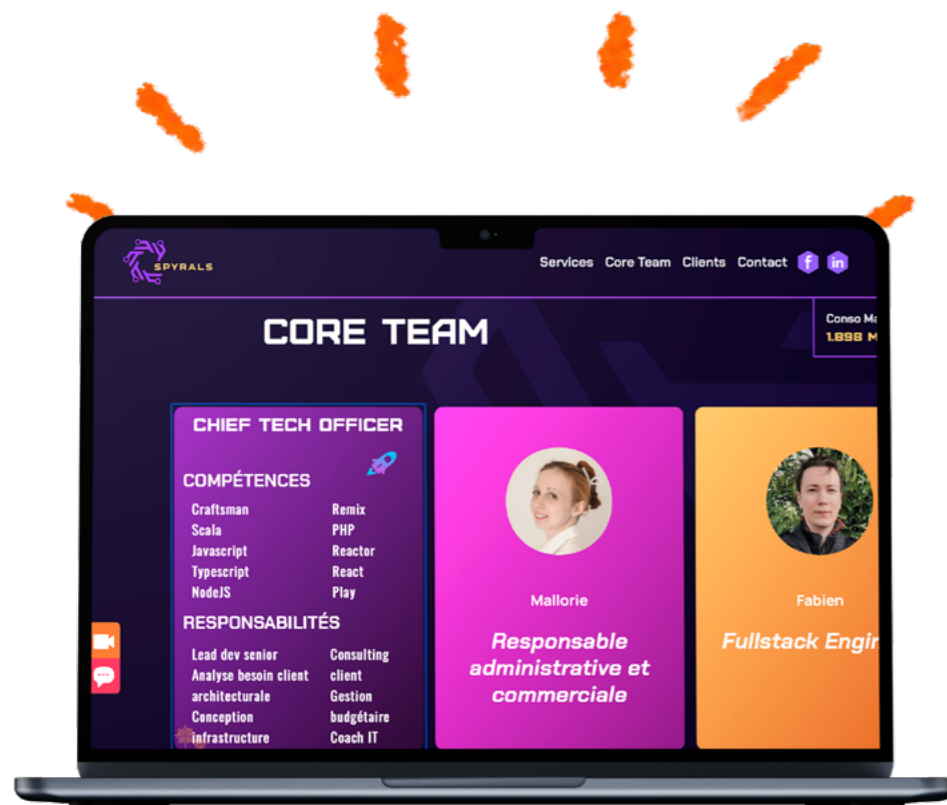 SPYRALS
Services Core Team Clients Contact
CORE TEAM
Conso
1.898
CHIEF TECH OFFICER
COMPÉTENCES
Craftsman Remix
Scala PHP
Javascript Reactor
Typescript React
NodeJS Play
RESPONSABILITÉS
Lead dev senior Consulting
Analyse besoin client client
architecturale Gestion
Conception budgétaire
infrastructure Coach IT
Mallorie
Responsable
administrative et
commerciale
Fabien
Fullstack